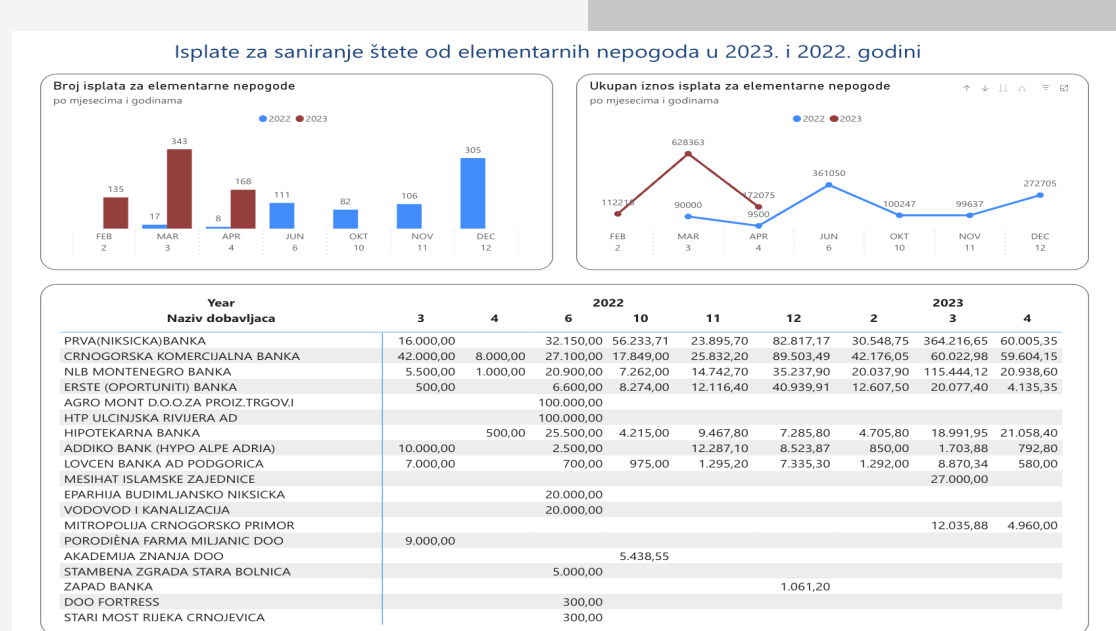 Isplate za saniranje štete od elementarnih nepogoda u 2023. i 2022. godini
Broj isplata za elementarne nepogode
po mjesecima i godinama
2022 2023
135 17 343 8 168 111 82 106 305
FEB MAR APR JUN OKT NOV DEC
2 3 4 6 10 11 12
Ukupan iznos isplata za elementarne nepogode
po mjesecima i godinama
2022 2023
628363 90000 172075 9500 361050 100247 99637 272705
FEB MAR APR JUN OKT NOV DEC
2 3 4 6 10 11 12
Year 2022 2023
Naziv dobavljaca 3 4 6 10 11 12 2 3 4
PRVA(NIKSICKA)BANKA 16.000,00 32.150,00 56.233,71 23.895,70 82.817,17 30.548,75 364.216,65 60.005,35
CRNOGORSKA KOMERCIJALNA BANKA 42.000,00 8.000,00 27.100,00 17.849,00 25.832,20 89.503,49 42.176,05 60.022,98 59.604,15
NLB MONTENEGRO BANKA 5.500,00 1.000,00 20.900,00 7.262,00 14.742,70 35.237,90 20.037,90 115.444,12 20.938,60
ERSTE (OPORTUNITI) BANKA 500,00 6.600,00 8.274,00 12.116,40 40.939,91 12.607,50 20.077,40 4.135,35
AGRO MONT D.O.O.ZA PROIZ.TRGOV.I 100.000,00
HTP ULCINJSKA RIVIJERA AD 100.000,00
HIPOTEKARNA BANKA 500,00 25.500,00 4.215,00 9.467,80 7.285,80 4.705,80 18.991,95 21.058,40
ADDIKO BANK (HYPO ALPE ADRIA) 10.000,00 2.500,00 12.287,10 8.523,87 850,00 1.703,88 792,80
LOVCEN BANKA AD PODGORICA 7.000,00 700,00 975,00 1.295,20 7.335,30 1.292,00 8.870,34 580,00
MESIHAT ISLAMSKE ZAJEDNICE 27.000,00
EPARHIJA BUDIMLJANSKO NIKSICKA 20.000,00
VODOVOD I KANALIZACIJA 20.000,00
MITROPOLIJA CRNOGORSKO PRIMOR 12.035,88 4.960,00
PORODIÈNA FARMA MILJANIC DOO 9.000,00
AKADEMIJA ZNANJA DOO 5.438,55
STAMBENA ZGRADA STARA BOLNICA 5.000,00
ZAPAD BANKA 1.061,20
DOO FORTRESS 300,00
STARI MOST RIJEKA CRNOJEVICA 300,00